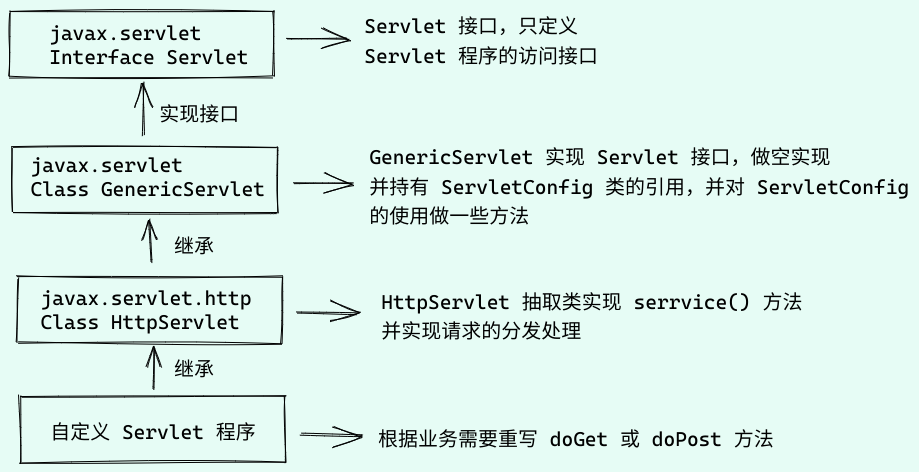 javax.servlet
Interface Servlet
Servlet 接口，只定义
Servlet 程序的访问接口
实现接口
javax.servlet
Class GenericServlet
GenericServlet 实现 Servlet 接口，做空实现
并持有 ServletConfig 类的引用，并对 ServletConfig
的使用做一些方法
继承
javax.servlet.http
Class HttpServlet
HttpServlet 抽取类实现 serrvice() 方法
并实现请求的分发处理
继承
自定义 Servlet 程序
根据业务需要重写 doGet 或 doPost 方法